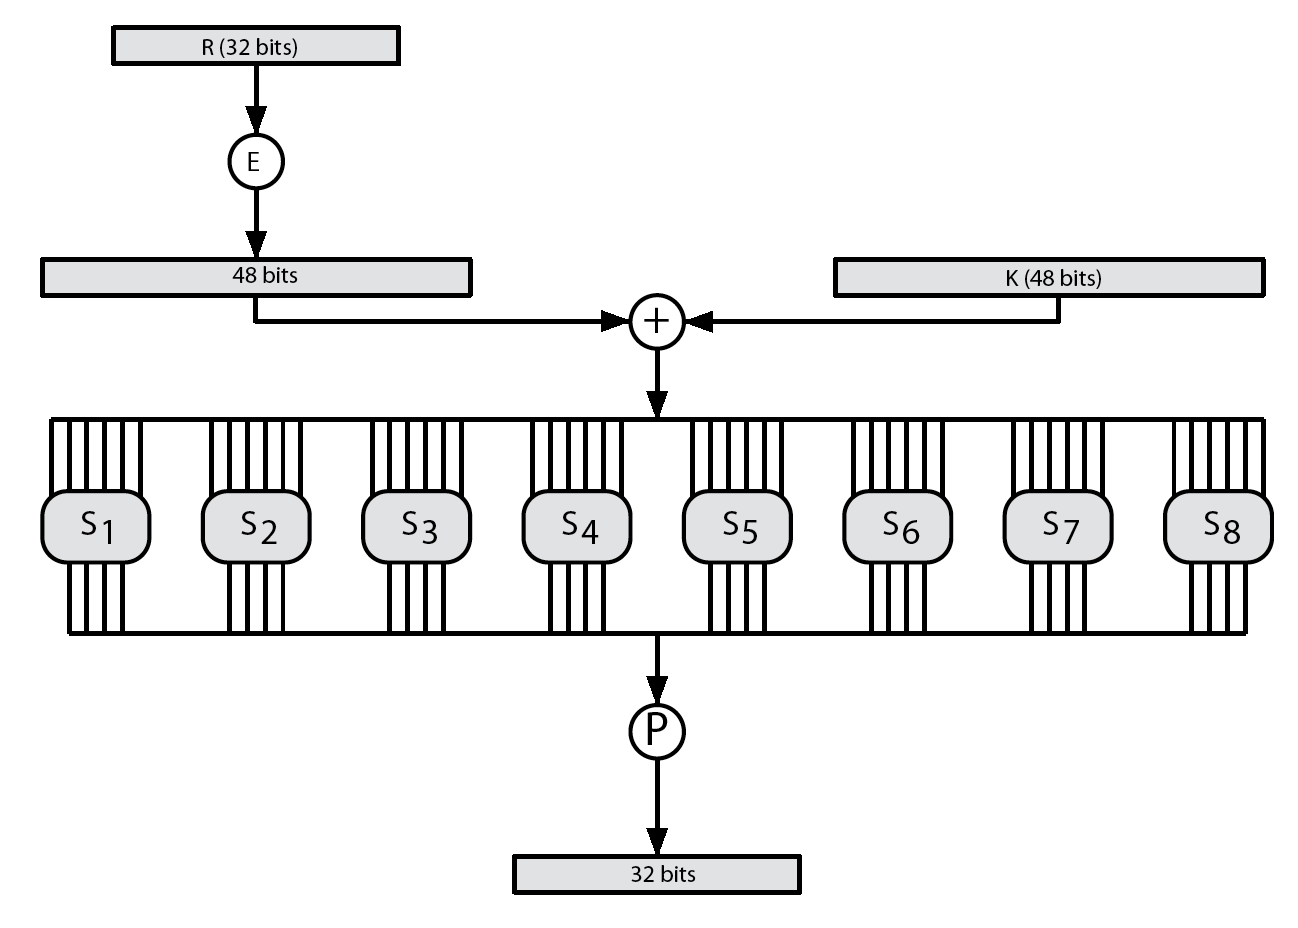 R (32 bits)
E
48 bits
K (48 bits)
+
S1 S2 S3 S4 S5 S6 S7 S8
P
32 bits